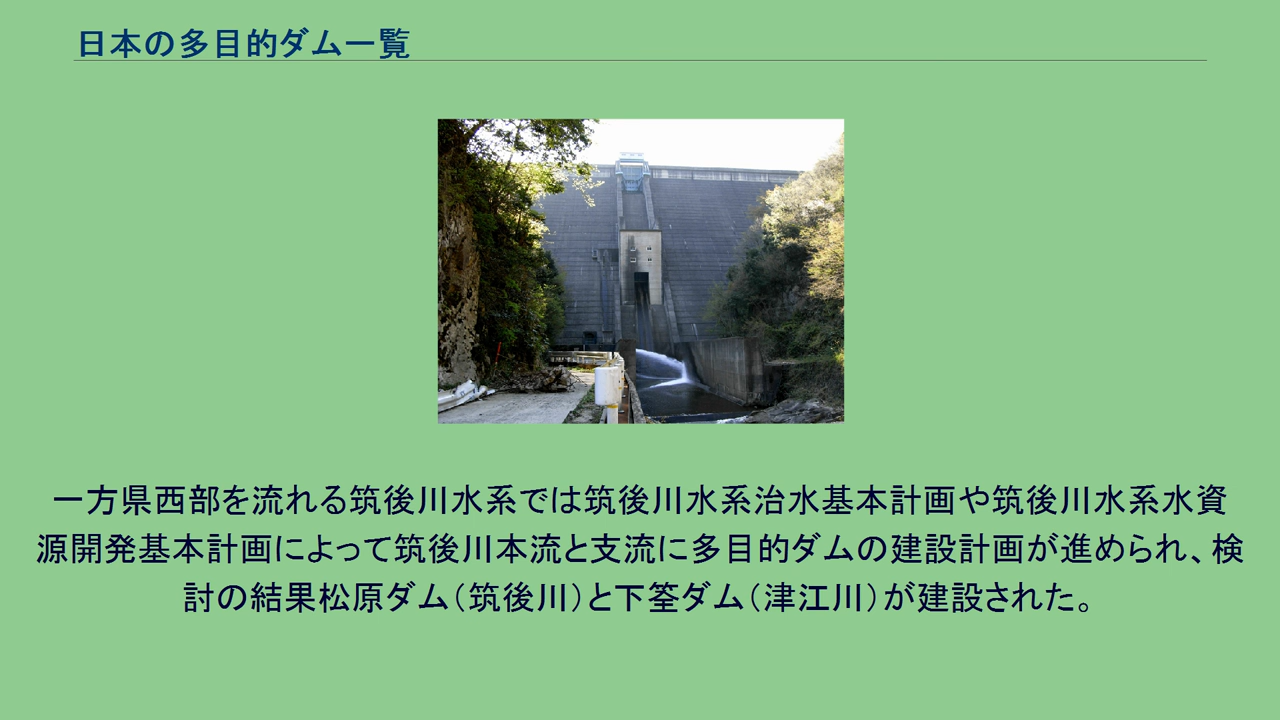 日本の多目的ダム一覧
一方県西部を流れる筑後川水系では筑後川水系治水基本計画や筑後川水系水資
源開発基本計画によって筑後川本流と支流に多目的ダムの建設計画が進められ、検
討の結果松原ダム（筑後川）と下筌ダム（津江川）が建設された。